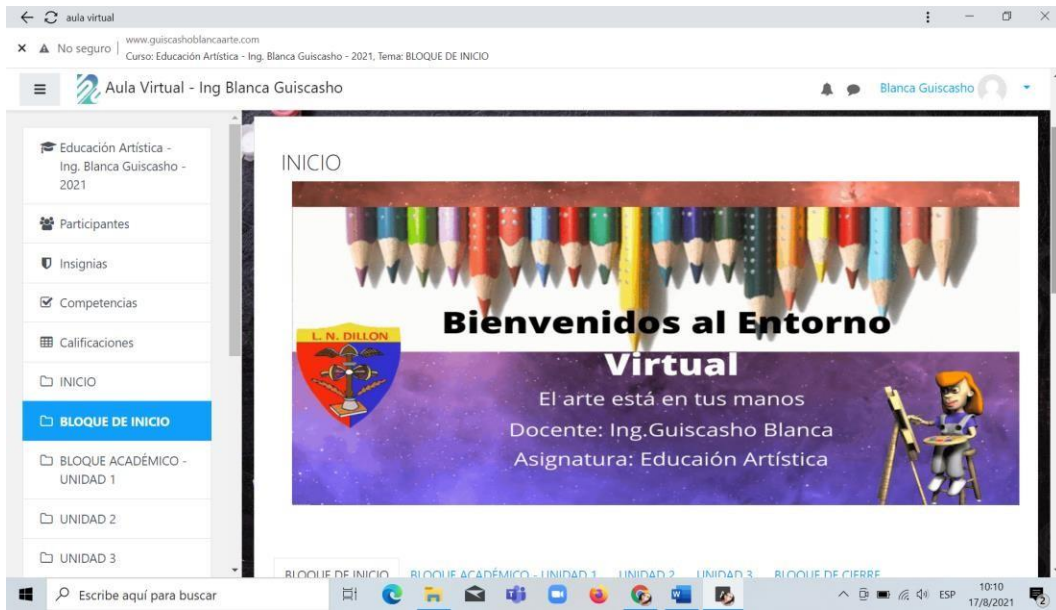 aula virtual
No seguro
www.guiscashoblancaarte.com
Curso: Educación Artística - Ing. Blanca Guiscasho - 2021, Tema: BLOQUE DE INICIO
Aula Virtual - Ing Blanca Guiscasho
Blanca Guiscasho
Educación Artística -
Ing. Blanca Guiscasho -
2021
Participantes
Insignias
Competencias
Calificaciones
INICIO
BLOQUE DE INICIO
BLOQUE ACADÉMICO -
UNIDAD 1
UNIDAD 2
UNIDAD 3
INICIO
L. N. DILLON
Bienvenidos al Entorno
Virtual
El arte está en tus manos
Docente: Ing.Guiscasho Blanca
Asignatura: Educaión Artística
BLOQUE DE INICIO BLOQUE ACADÉMICO - UNIDAD 1 UNIDAD 2 UNIDAD 3 BLOQUE DE CIERRE
Escribe aquí para buscar
ESP
10:10
17/8/2021
2